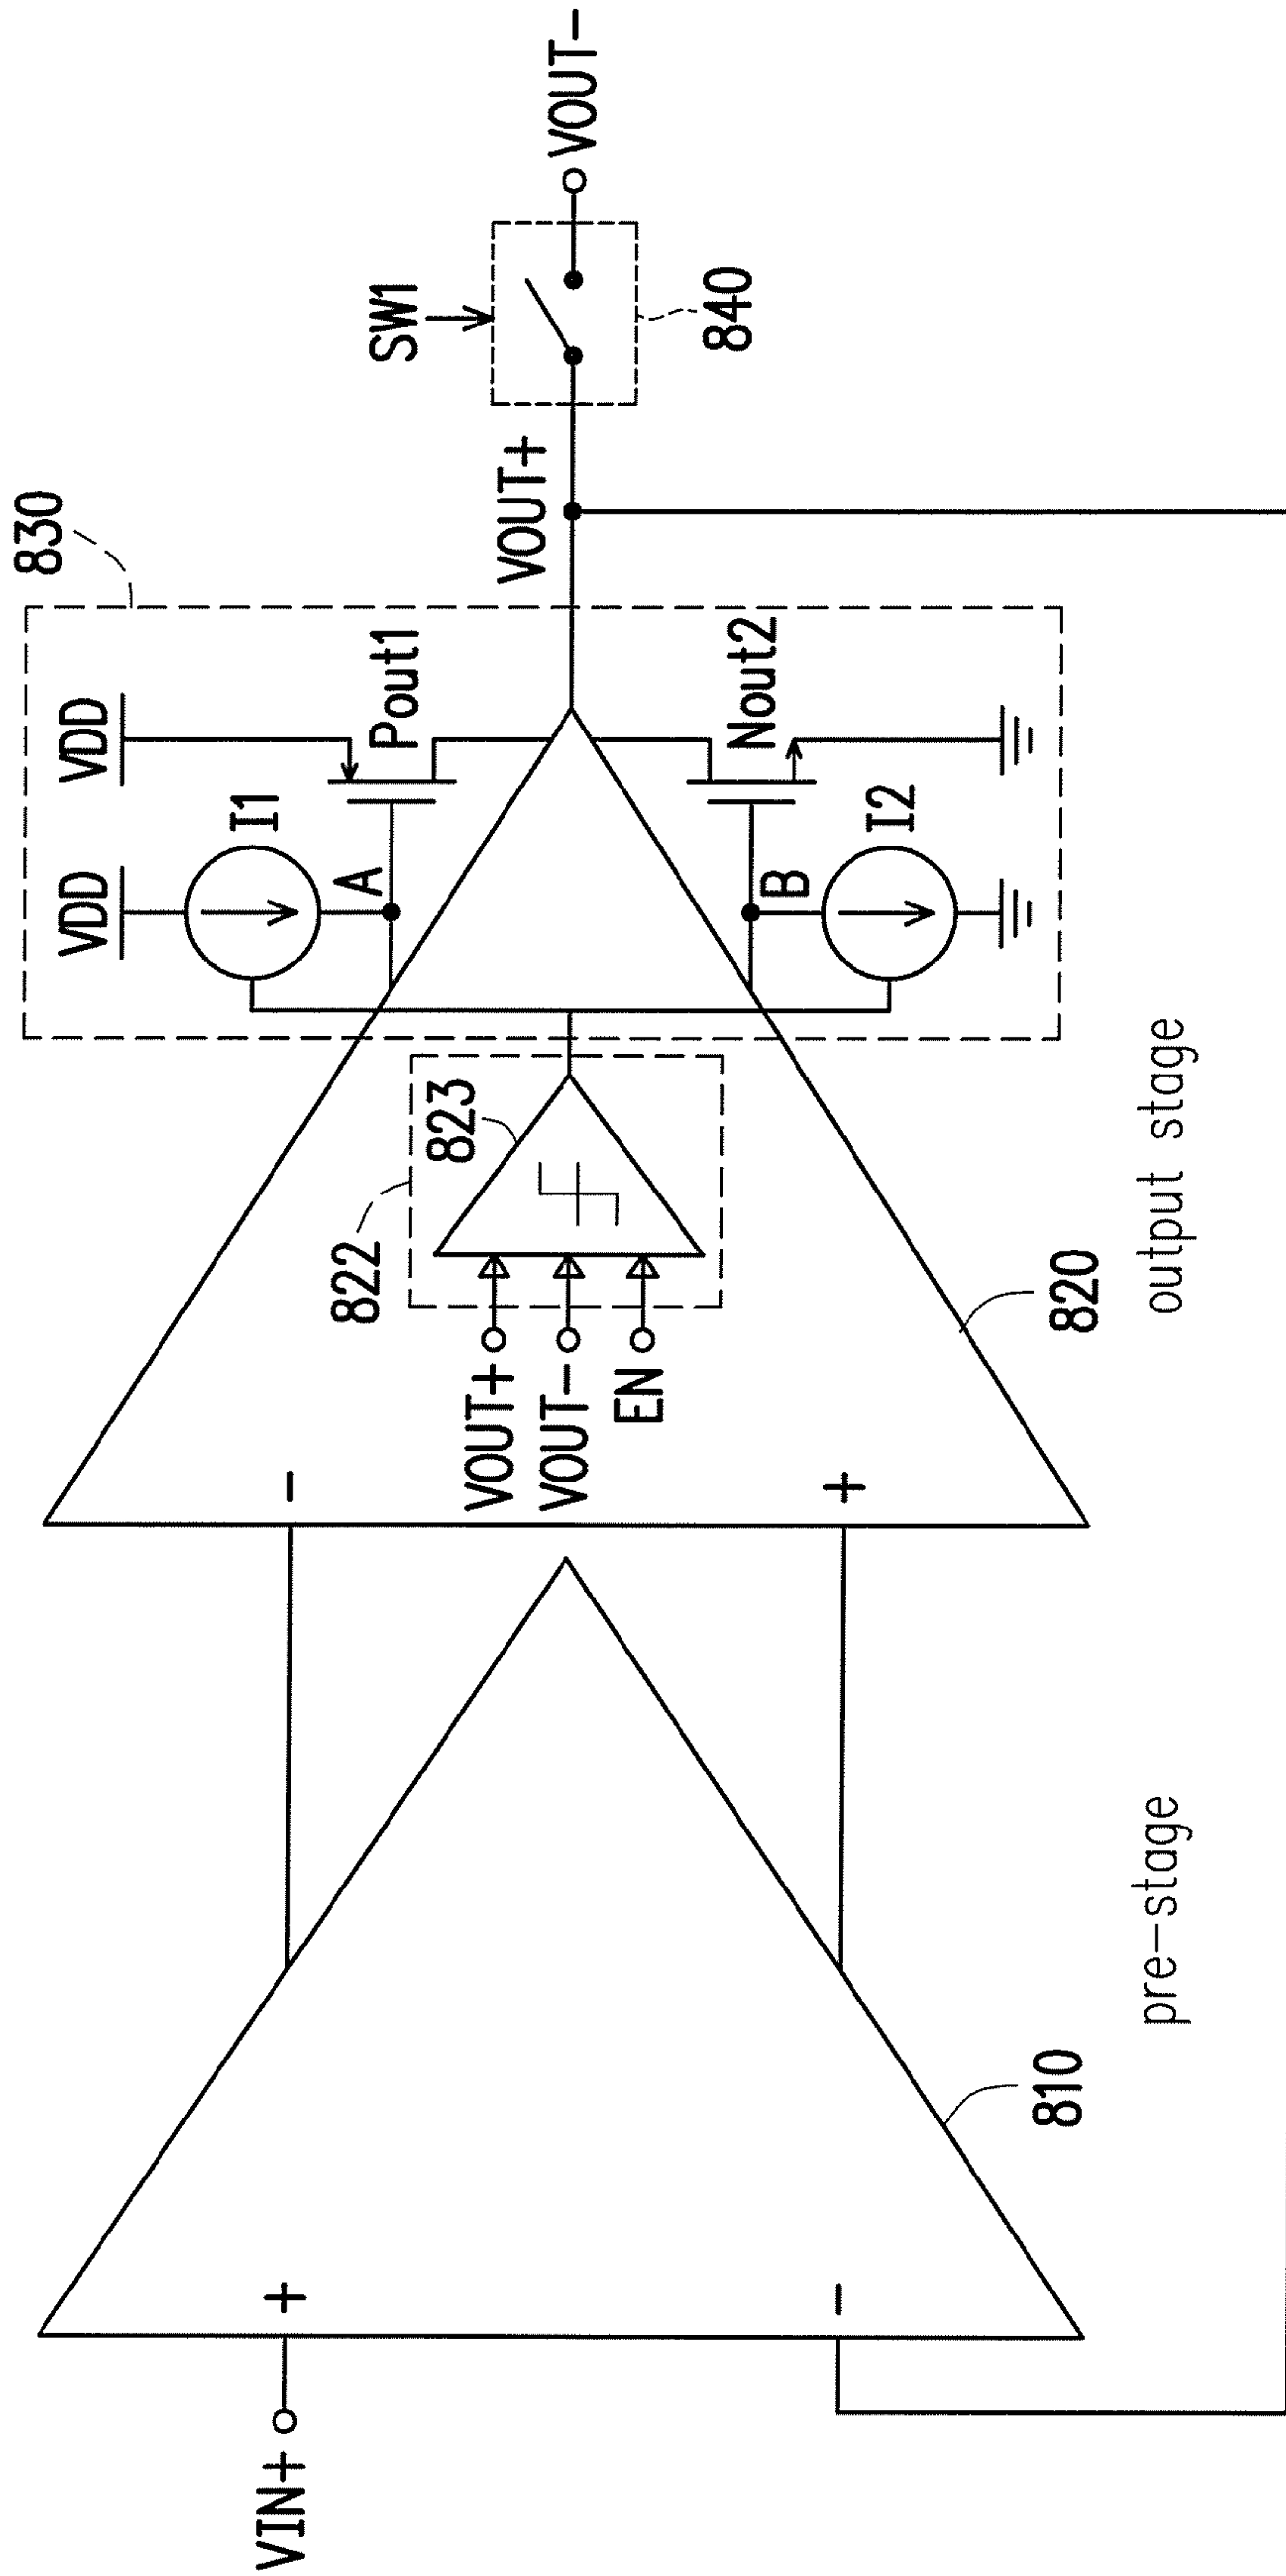 830
VDD
VDD
I1
Pout1
A
SW1
VOUT+
VOUT-
840
822
823
VOUT+
VOUT-
EN
-
+
Nout2
B
I2
820
output stage
VIN+
+
-
810
pre-stage